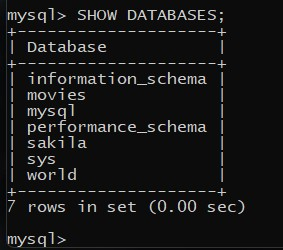 mysql> SHOW DATABASES;
+--------------------+
| Database           |
+--------------------+
| information_schema |
| movies             |
| mysql              |
| performance_schema |
| sakila             |
| sys                |
| world              |
+--------------------+
7 rows in set (0.00 sec)
mysql>